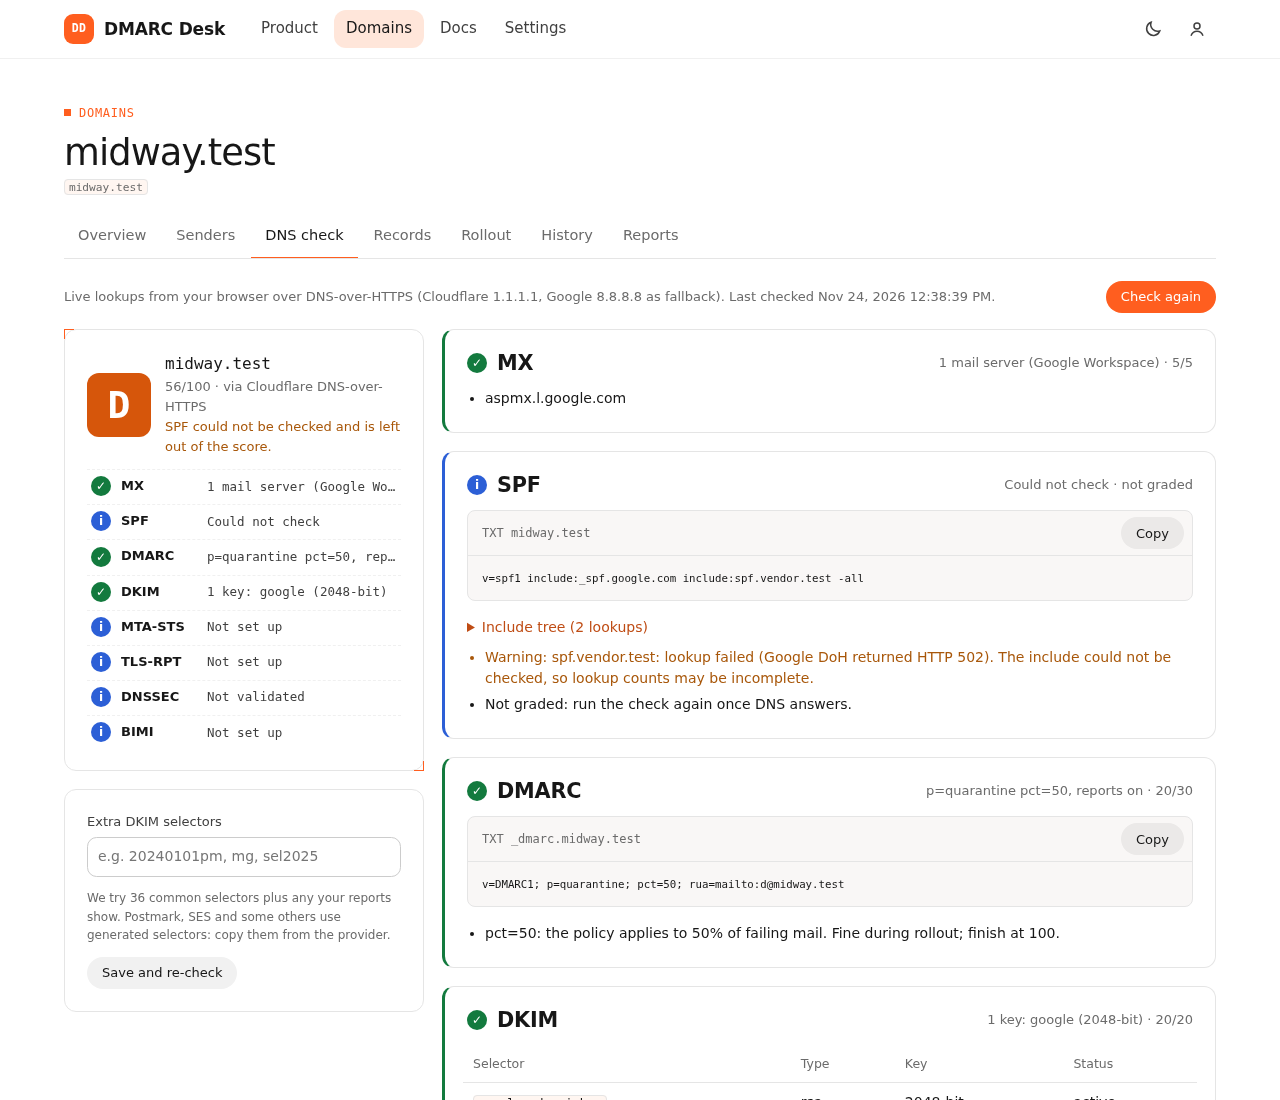 DD DMARC Desk Product Domains Docs Settings
DOMAINS
midway.test
midway.test
Overview Senders DNS check Records Rollout History Reports
Live lookups from your browser over DNS-over-HTTPS (Cloudflare 1.1.1.1, Google 8.8.8.8 as fallback). Last checked Nov 24, 2026 12:38:39 PM.
Check again
D
midway.test
56/100 · via Cloudflare DNS-over-
HTTPS
SPF could not be checked and is left
out of the score.
MX 1 mail server (Google Wo…
SPF Could not check
DMARC p=quarantine pct=50, rep…
DKIM 1 key: google (2048-bit)
MTA-STS Not set up
TLS-RPT Not set up
DNSSEC Not validated
BIMI Not set up
Extra DKIM selectors
e.g. 20240101pm, mg, sel2025
We try 36 common selectors plus any your reports
show. Postmark, SES and some others use
generated selectors: copy them from the provider.
Save and re-check
MX 1 mail server (Google Workspace) · 5/5
• aspmx.l.google.com
SPF Could not check · not graded
TXT midway.test Copy
v=spf1 include:_spf.google.com include:spf.vendor.test -all
Include tree (2 lookups)
• Warning: spf.vendor.test: lookup failed (Google DoH returned HTTP 502). The include could not be
checked, so lookup counts may be incomplete.
• Not graded: run the check again once DNS answers.
DMARC p=quarantine pct=50, reports on · 20/30
TXT _dmarc.midway.test Copy
v=DMARC1; p=quarantine; pct=50; rua=mailto:d@midway.test
• pct=50: the policy applies to 50% of failing mail. Fine during rollout; finish at 100.
DKIM 1 key: google (2048-bit) · 20/20
Selector Type Key Status